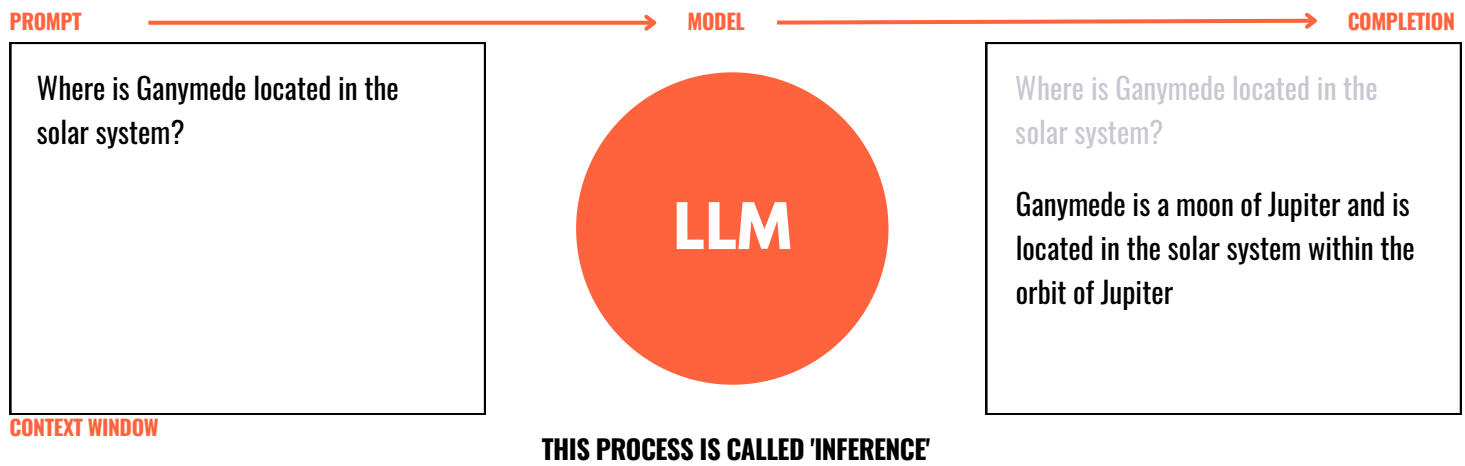 PROMPT
MODEL
COMPLETION
Where is Ganymede located in the
solar system?
LLM
Where is Ganymede located in the
solar system?
Ganymede is a moon of Jupiter and is
located in the solar system within the
orbit of Jupiter
CONTEXT WINDOW
THIS PROCESS IS CALLED 'INFERENCE'